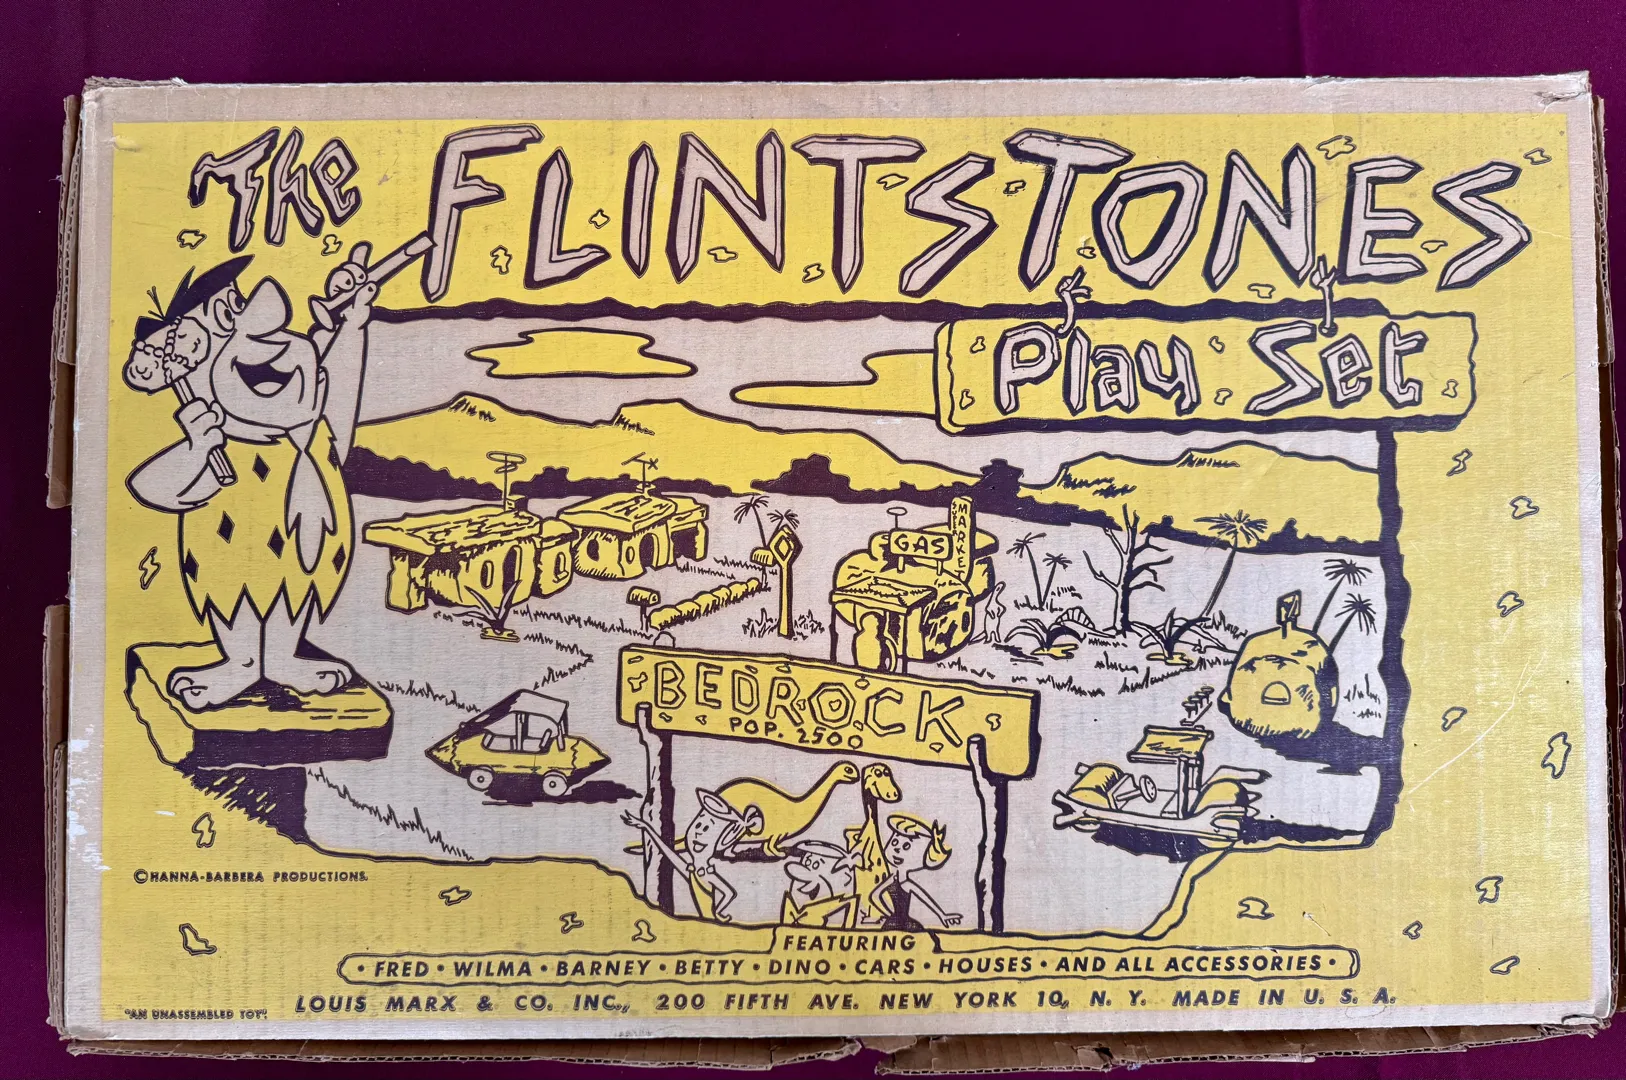 The FLINTSTONES
Play Set
SUPER MARKET
GAS
BEDROCK
POP. 2500
©HANNA-BARBERA PRODUCTIONS.
FEATURING
• FRED • WILMA • BARNEY • BETTY • DINO • CARS • HOUSES • AND ALL ACCESSORIES •
LOUIS MARX & CO. INC., 200 FIFTH AVE. NEW YORK 10, N. Y. MADE IN U. S. A.
"AN UNASSEMBLED TOY".